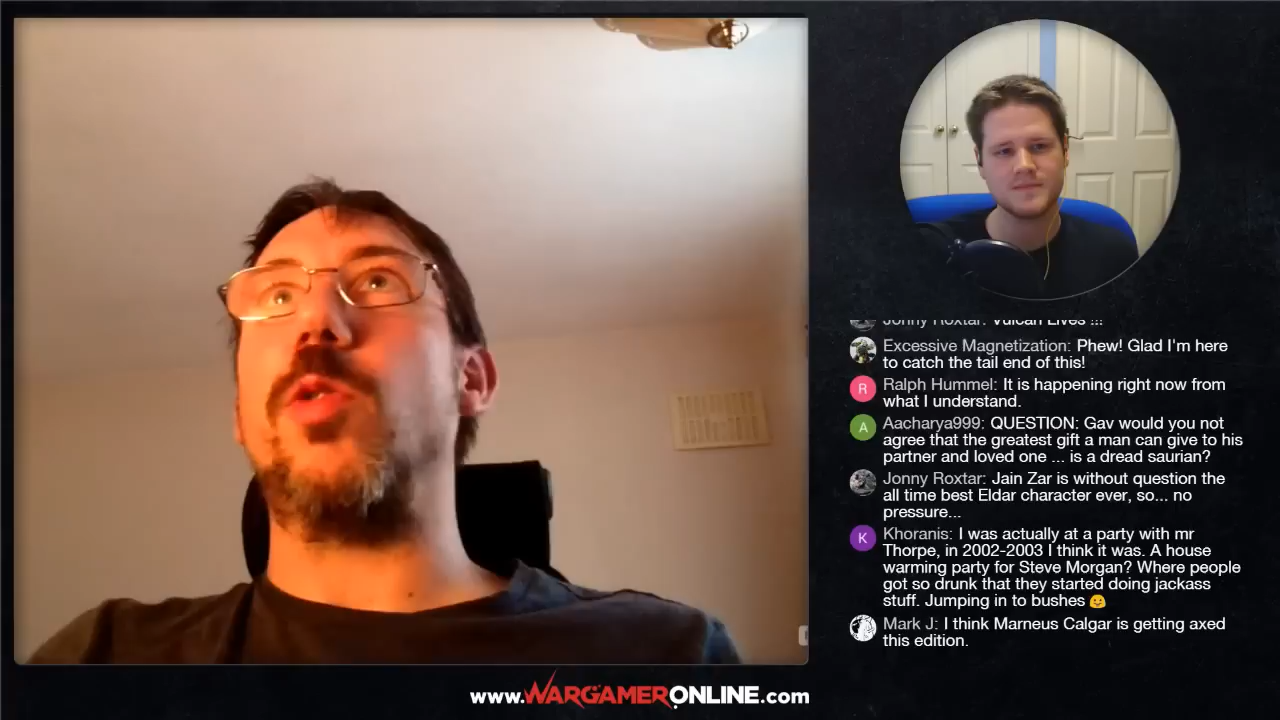 Jonny Roxtar: Vulcan Lives !!!
Excessive Magnetization: Phew! Glad I'm here
to catch the tail end of this!
R
Ralph Hummel: It is happening right now from
what I understand.
A
Aacharya999: QUESTION: Gav would you not
agree that the greatest gift a man can give to his
partner and loved one ... is a dread saurian?
Jonny Roxtar: Jain Zar is without question the
all time best Eldar character ever, so... no
pressure...
K
Khoranis: I was actually at a party with mr
Thorpe, in 2002-2003 I think it was. A house
warming party for Steve Morgan? Where people
got so drunk that they started doing jackass
stuff. Jumping in to bushes 🙂
Mark J: I think Marneus Calgar is getting axed
this edition.
www.WARGAMERONLINE.com